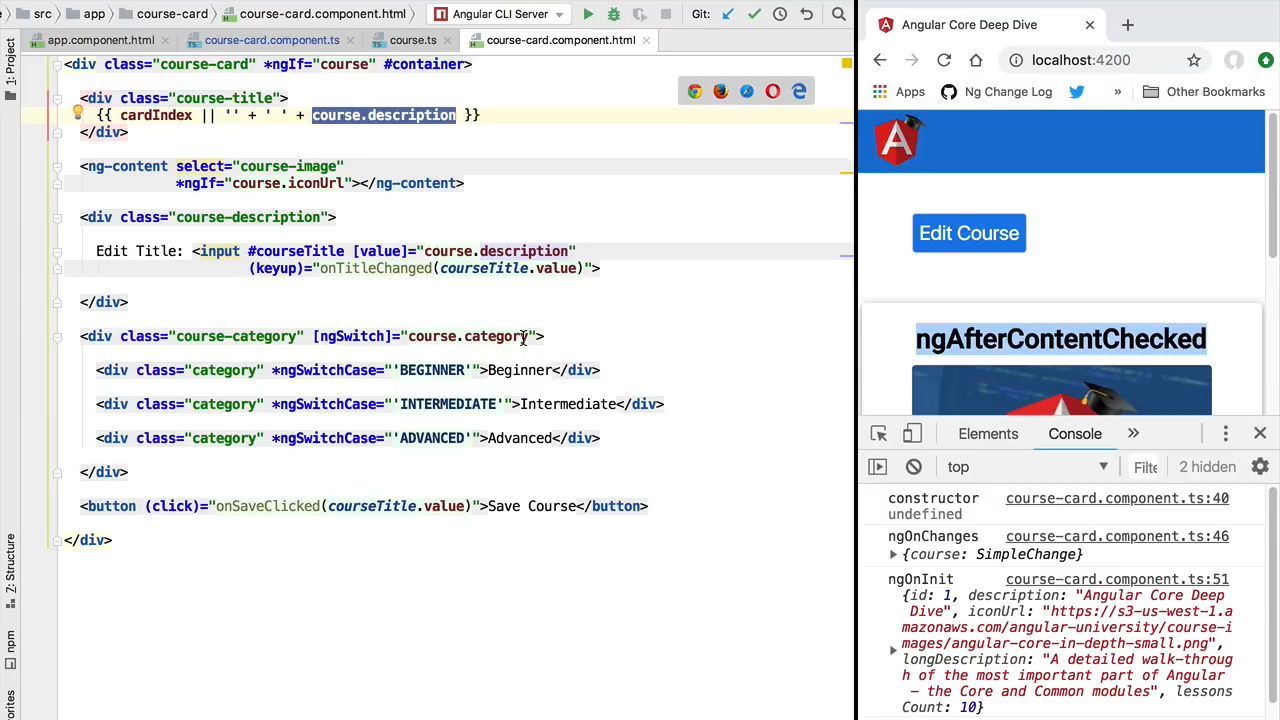 src
app
course-card
course-card.component.html
Angular CLI Server
Git:
app.component.html
course-card.component.ts
course.ts
course-card.component.html
1: Project
Z: Structure
npm
<div class="course-card" *ngIf="course" #container>
<div class="course-title">
{{ cardIndex || '' + ' ' + course.description }}
</div>
<ng-content select="course-image"
*ngIf="course.iconUrl"></ng-content>
<div class="course-description">
Edit Title: <input #courseTitle [value]="course.description"
(keyup)="onTitleChanged(courseTitle.value)">
</div>
<div class="course-category" [ngSwitch]="course.category">
<div class="category" *ngSwitchCase="'BEGINNER'">Beginner</div>
<div class="category" *ngSwitchCase="'INTERMEDIATE'">Intermediate</div>
<div class="category" *ngSwitchCase="'ADVANCED'">Advanced</div>
</div>
<button (click)="onSaveClicked(courseTitle.value)">Save Course</button>
</div>
Angular Core Deep Dive
localhost:4200
Apps
Ng Change Log
»
Other Bookmarks
Edit Course
ngAfterContentChecked
Elements
Console
top
Filte
2 hidden
constructor course-card.component.ts:40
undefined
ngOnChanges course-card.component.ts:46
{course: SimpleChange}
ngOnInit course-card.component.ts:51
{id: 1, description: "Angular Core Deep
Dive", iconUrl: "https://s3-us-west-1.a
mazonaws.com/angular-university/course-i
mages/angular-core-in-depth-small.png",
longDescription: "A detailed walk-throug
h of the most important part of Angular
- the Core and Common modules", lessons
Count: 10}